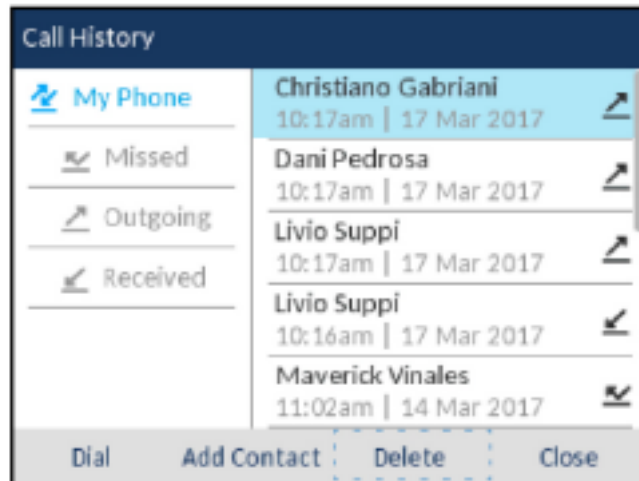 Call History
My Phone
Missed
Outgoing
Received
Christiano Gabriani
10:17am | 17 Mar 2017
Dani Pedrosa
10:17am | 17 Mar 2017
Livio Suppi
10:17am | 17 Mar 2017
Livio Suppi
10:16am | 17 Mar 2017
Maverick Vinales
11:02am | 14 Mar 2017
Dial Add Contact Delete Close